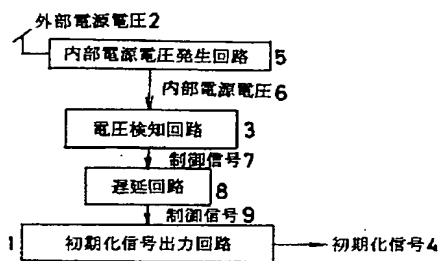 外部電源電圧2
内部電源電圧発生回路 5
内部電源電圧6
電圧検知回路 3
制御信号7
遅延回路 8
制御信号9
1 初期化信号出力回路 初期化信号4